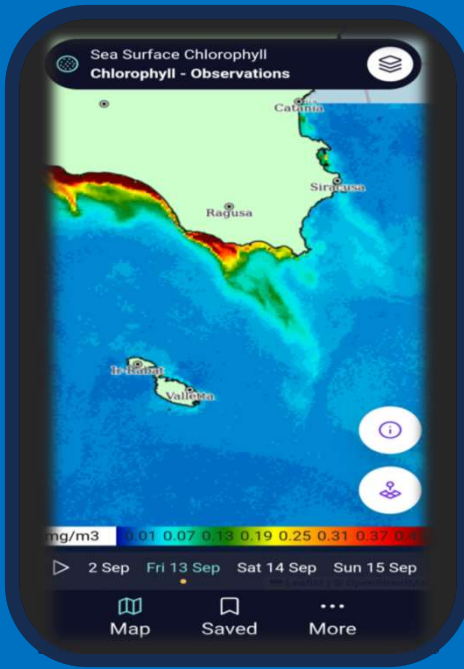 Sea Surface Chlorophyll
Chlorophyll - Observations
Catania
Siracusa
Ragusa
Ir-Rabat
Valletta
mg/m3 0.01 0.07 0.13 0.19 0.25 0.31 0.37
2 Sep Fri 13 Sep Sat 14 Sep Sun 15 Sep
Leaflet | ©
Map Saved More